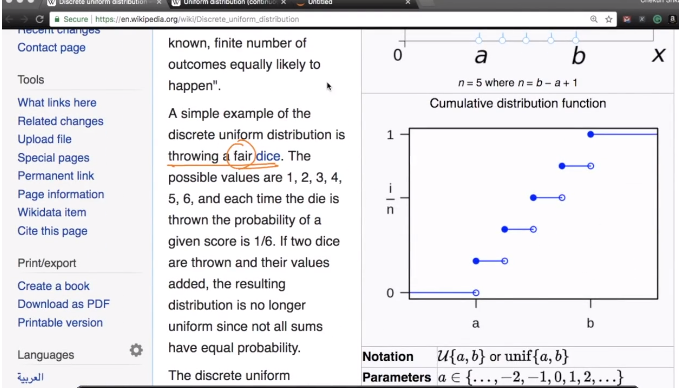 Discrete uniform distribution
Uniform distribution (continuo
Untitled
Secure | https://en.wikipedia.org/wiki/Discrete_uniform_distribution
Recent changes
Contact page
Tools
What links here
Related changes
Upload file
Special pages
Permanent link
Page information
Wikidata item
Cite this page
Print/export
Create a book
Download as PDF
Printable version
Languages
العربية
known, finite number of
outcomes equally likely to
happen".
A simple example of the
discrete uniform distribution is
throwing a fair dice. The
possible values are 1, 2, 3, 4,
5, 6, and each time the die is
thrown the probability of a
given score is 1/6. If two dice
are thrown and their values
added, the resulting
distribution is no longer
uniform since not all sums
have equal probability.
The discrete uniform
0 a b x
n = 5 where n = b − a + 1
Cumulative distribution function
1
i
n
0
a b
Notation U{a, b} or unif{a, b}
Parameters a ∈ {…, −2, −1, 0, 1, 2, …}